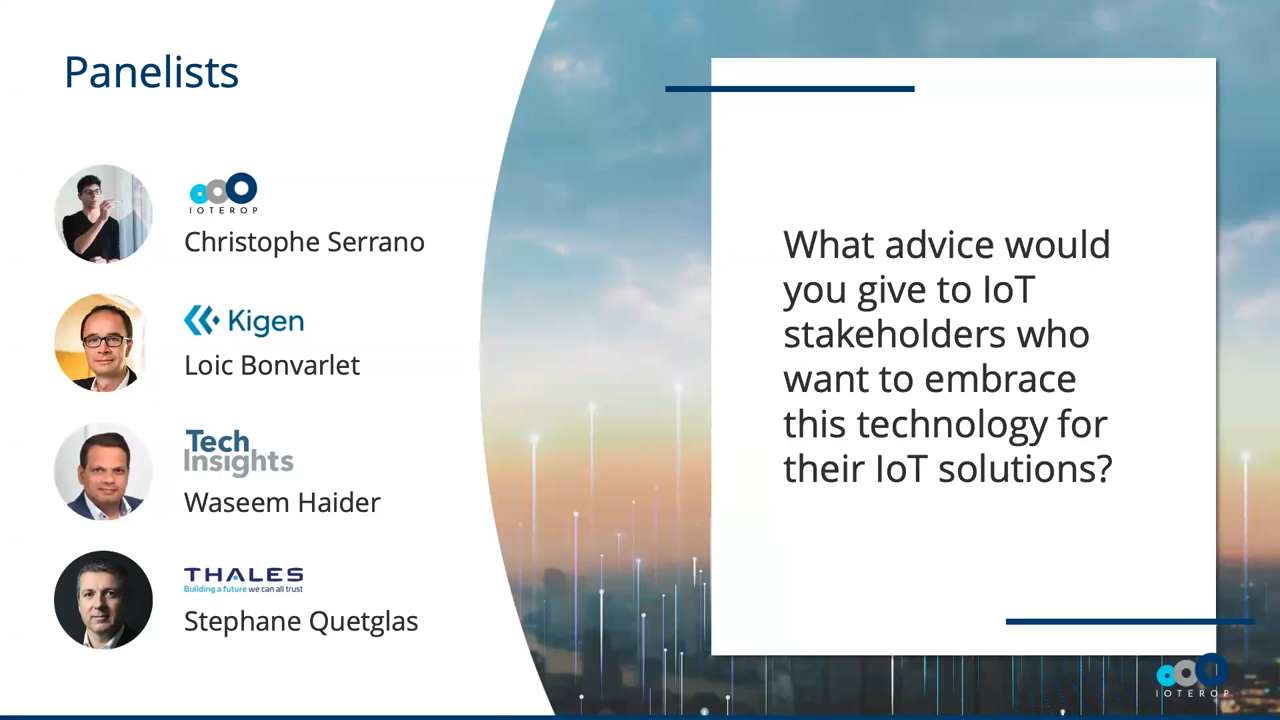 Panelists
IOTEROP
Christophe Serrano
Kigen
Loic Bonvarlet
Tech
Insights
Waseem Haider
THALES
Building a future we can all trust
Stephane Quetglas
What advice would
you give to IoT
stakeholders who
want to embrace
this technology for
their IoT solutions?
IOTEROP